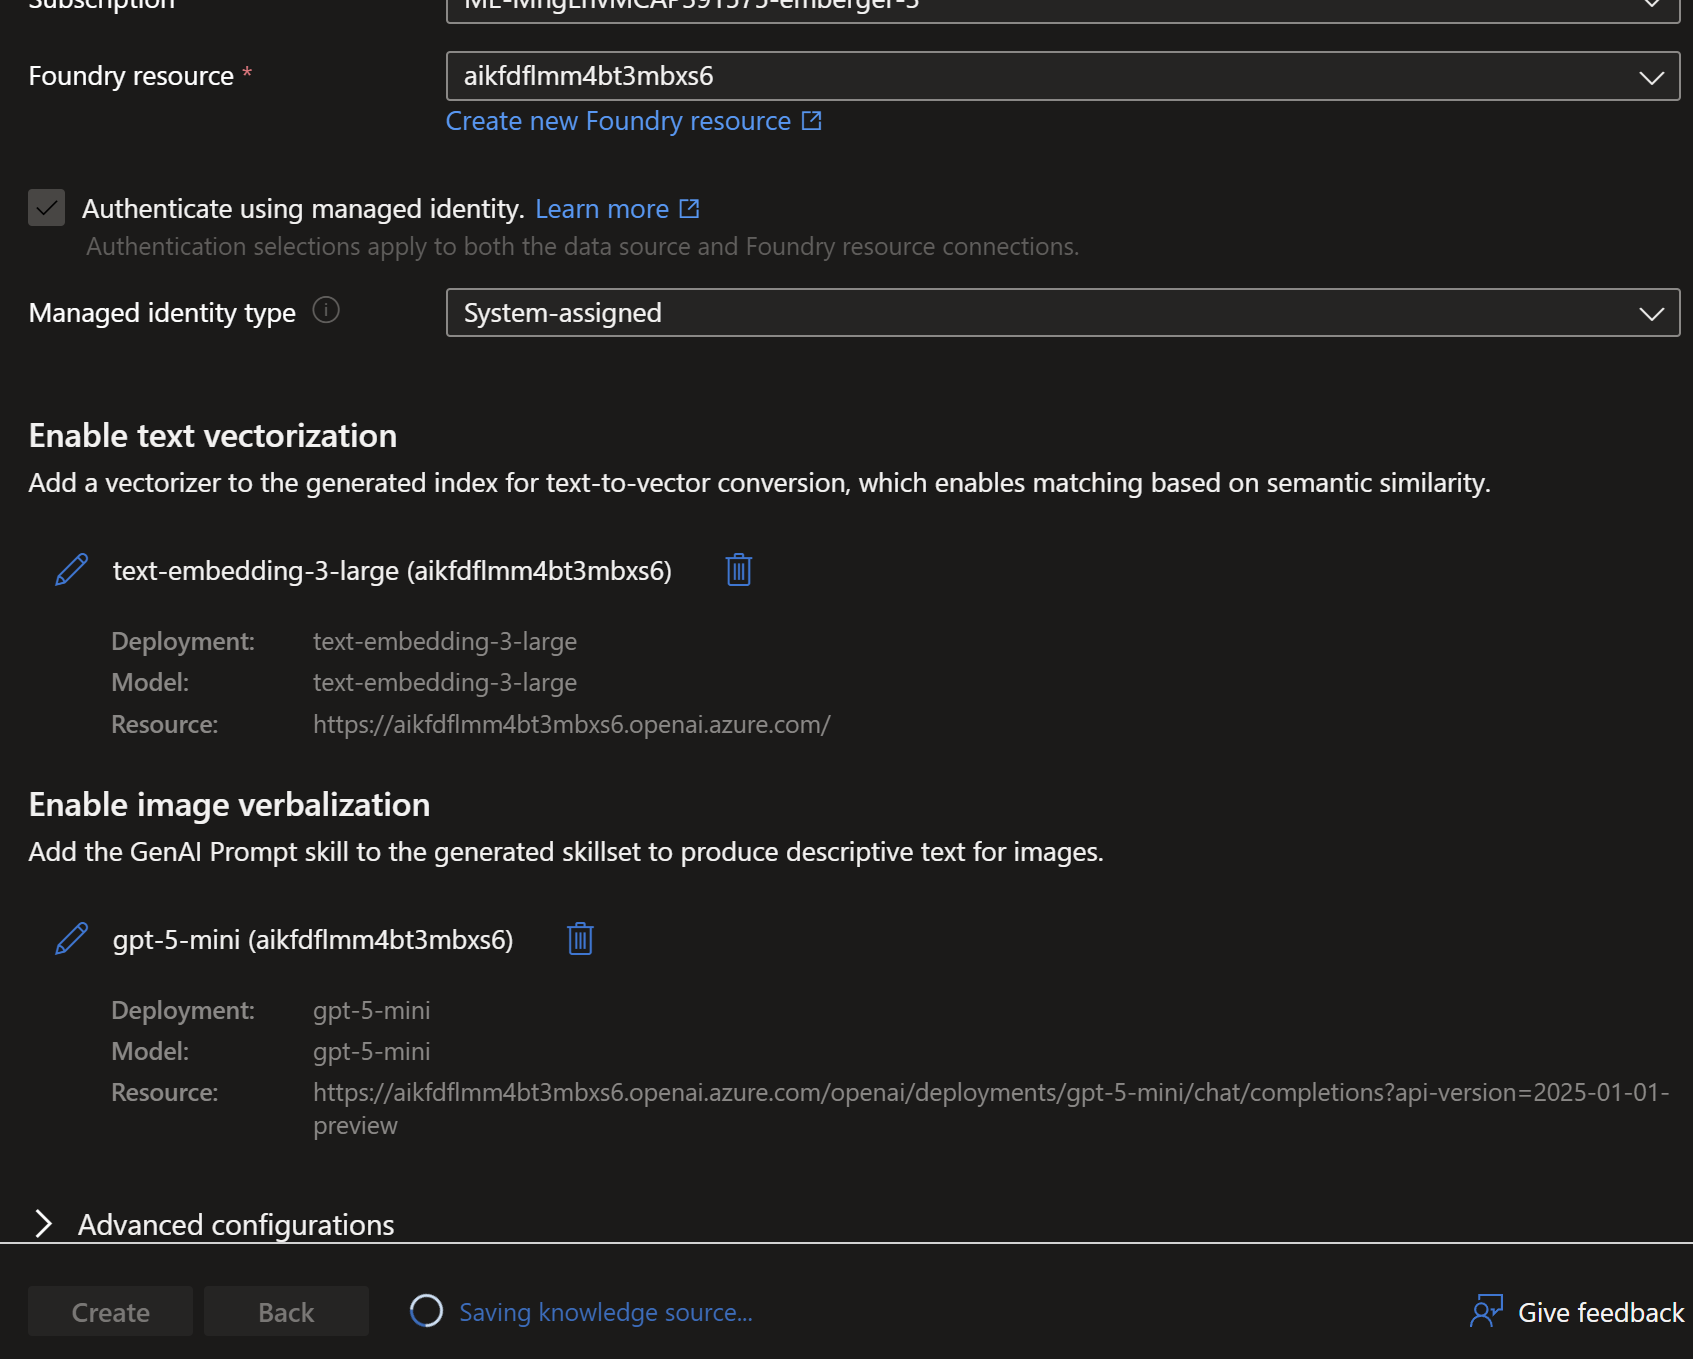 Subscription
Foundry resource *
aikfdflmm4bt3mbxs6
Create new Foundry resource
Authenticate using managed identity. Learn more
Authentication selections apply to both the data source and Foundry resource connections.
Managed identity type
System-assigned
Enable text vectorization
Add a vectorizer to the generated index for text-to-vector conversion, which enables matching based on semantic similarity.
text-embedding-3-large (aikfdflmm4bt3mbxs6)
Deployment: text-embedding-3-large
Model: text-embedding-3-large
Resource: https://aikfdflmm4bt3mbxs6.openai.azure.com/
Enable image verbalization
Add the GenAI Prompt skill to the generated skillset to produce descriptive text for images.
gpt-5-mini (aikfdflmm4bt3mbxs6)
Deployment: gpt-5-mini
Model: gpt-5-mini
Resource: https://aikfdflmm4bt3mbxs6.openai.azure.com/openai/deployments/gpt-5-mini/chat/completions?api-version=2025-01-01-
preview
Advanced configurations
Create
Back
Saving knowledge source...
Give feedback